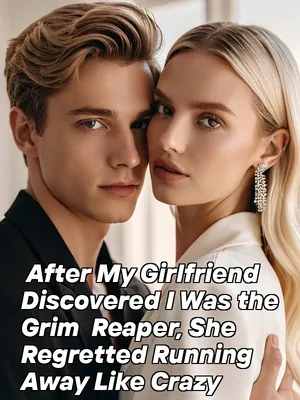 After My Girlfriend
Discovered I Was the
Grim Reaper, She
Regretted Running
Away Like Crazy